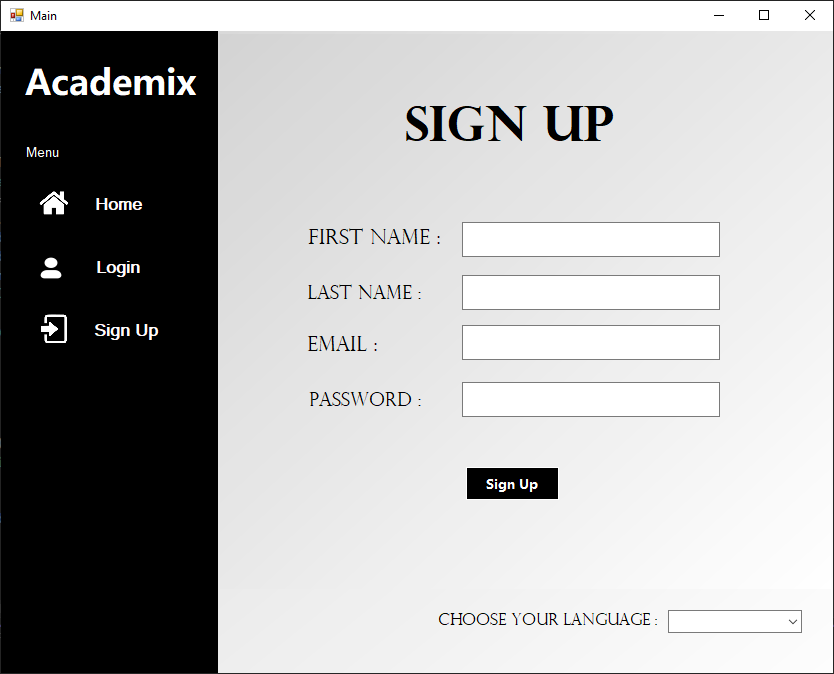 Main
Academix
Menu
Home
Login
Sign Up
SIGN UP
FIRST NAME :
LAST NAME :
EMAIL :
PASSWORD :
Sign Up
CHOOSE YOUR LANGUAGE :